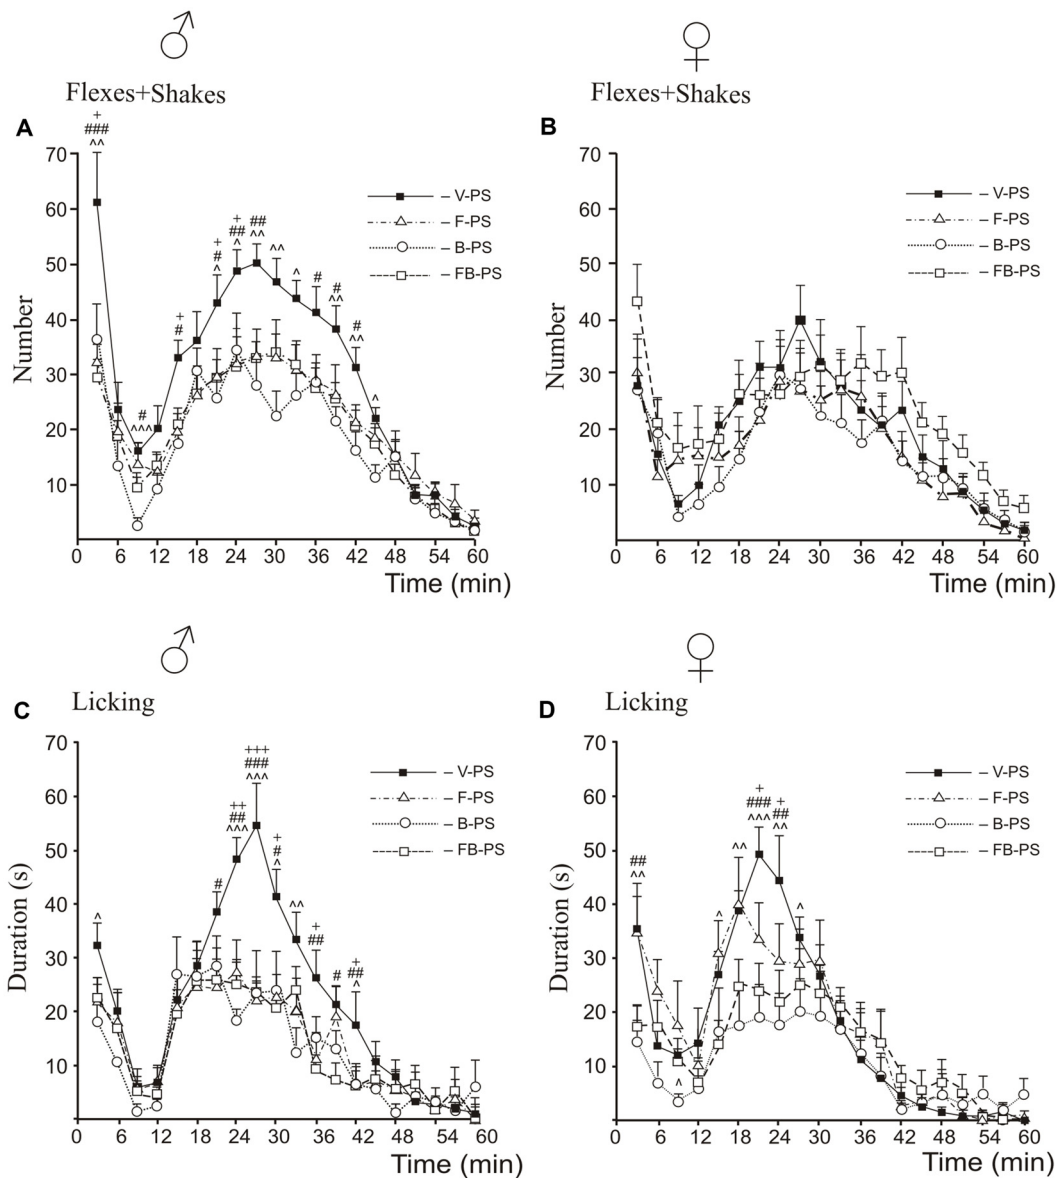 ♂
Flexes+Shakes
A
+
###
^^
+
#
+
#
^
+
##
^
##
^^
^^
^
#
#
^^
#
^^
^
#
^^^
70
60
50
40
30
20
10
Number
V-PS
F-PS
B-PS
FB-PS
0 6 12 18 24 30 36 42 48 54 60
Time (min)
♀
Flexes+Shakes
B
70
60
50
40
30
20
10
Number
V-PS
F-PS
B-PS
FB-PS
0 6 12 18 24 30 36 42 48 54 60
Time (min)
♂
Licking
C
^
#
++
##
^^^
+++
###
^^^
+
#
^
^^
+
##
#
+
##
^
70
60
50
40
30
20
10
Duration (s)
V-PS
F-PS
B-PS
FB-PS
0 6 12 18 24 30 36 42 48 54 60
Time (min)
♀
Licking
D
##
^^
^
^
^^
+
###
^^^
+
##
^^
^
70
60
50
40
30
20
10
Duration (s)
V-PS
F-PS
B-PS
FB-PS
0 6 12 18 24 30 36 42 48 54 60
Time (min)